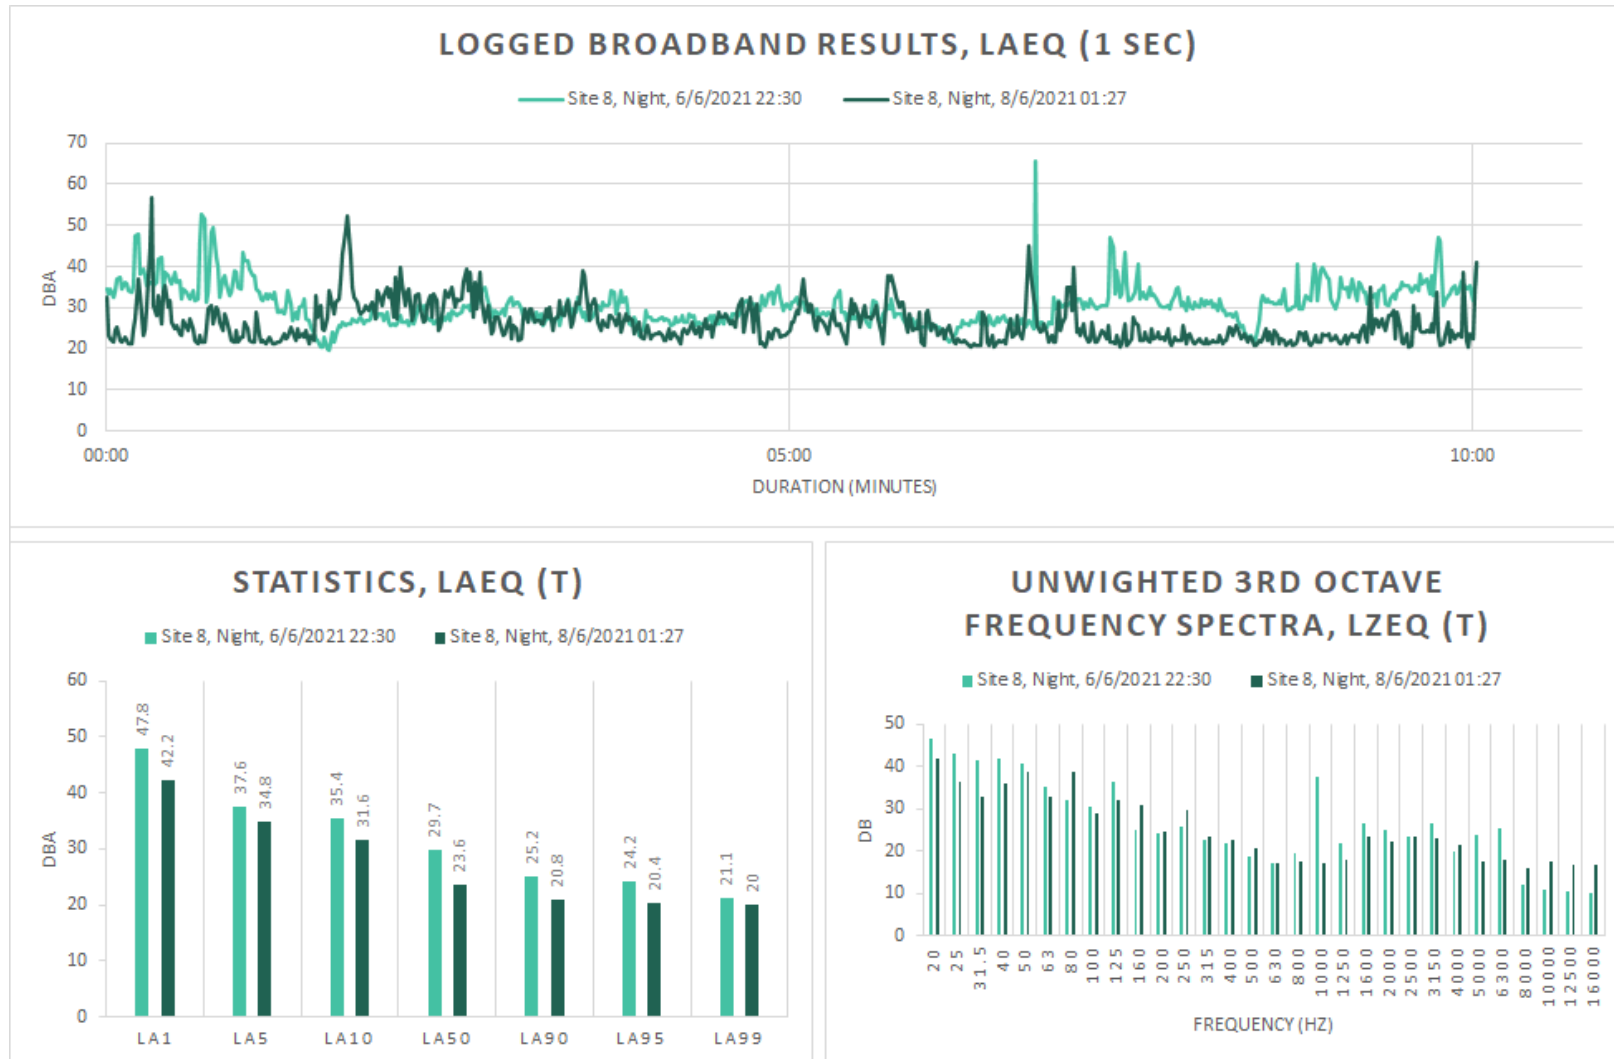 LOGGED BROADBAND RESULTS, LAEQ (1 SEC)
Site 8, Night, 6/6/2021 22:30 Site 8, Night, 8/6/2021 01:27
70
60
50
40
30
20
10
0
DBA
00:00 05:00 10:00
DURATION (MINUTES)
STATISTICS, LAEQ (T)
Site 8, Night, 6/6/2021 22:30 Site 8, Night, 8/6/2021 01:27
60
50
40
30
20
10
0
DBA
47.8 42.2 37.6 34.8 35.4 31.6 29.7 23.6 25.2 20.8 24.2 20.4 21.1 20
LA1 LA5 LA10 LA50 LA90 LA95 LA99
UNWIGHTED 3RD OCTAVE
FREQUENCY SPECTRA, LZEQ (T)
Site 8, Night, 6/6/2021 22:30 Site 8, Night, 8/6/2021 01:27
50
40
30
20
10
0
DB
20 25 31.5 40 50 63 80 100 125 160 200 250 315 400 500 630 800 1000 1250 1600 2000 2500 3150 4000 5000 6300 8000 10000 12500 16000
FREQUENCY (HZ)